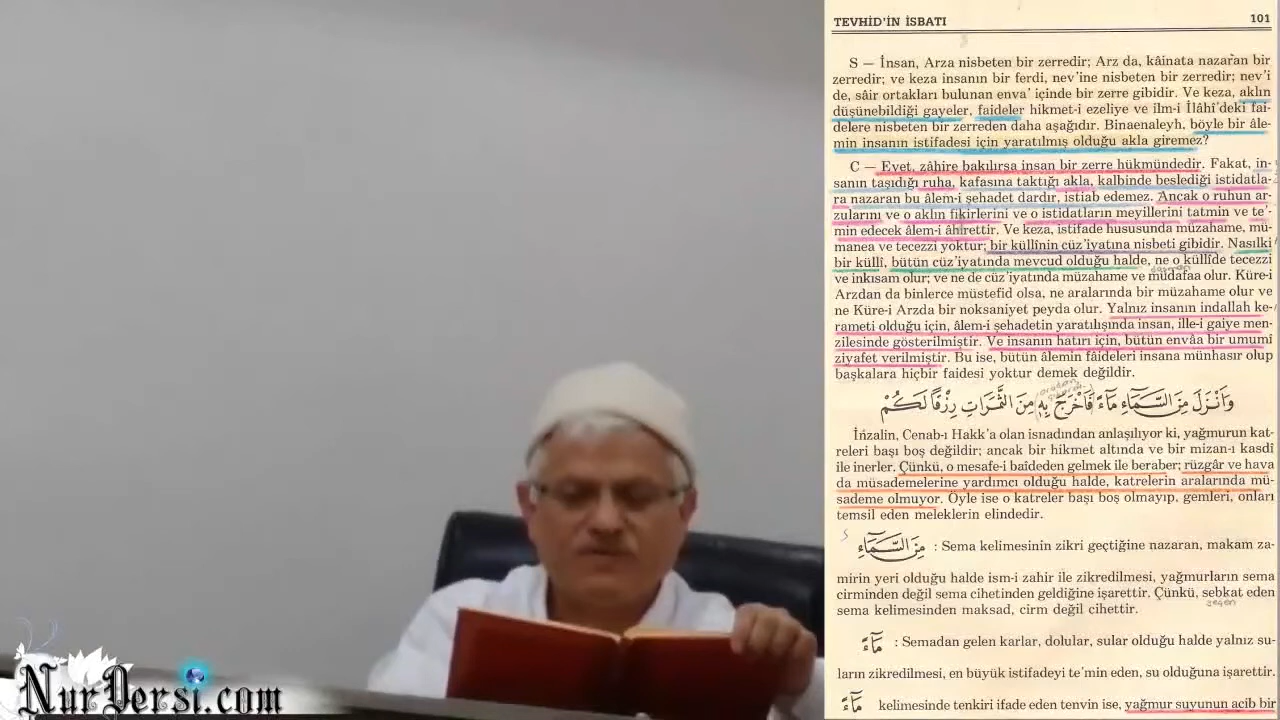 TEVHİD'İN İSBATI 101
S — İnsan, Arza nisbeten bir zerredir; Arz da, kâinata nazaran bir
zerredir; ve keza insanın bir ferdi, nev'ine nisbeten bir zerredir; nev'i
de, sâir ortakları bulunan enva' içinde bir zerre gibidir. Ve keza, aklın
düşünebildiği gayeler, faideler hikmet-i ezeliye ve ilm-i İlâhî'deki fai-
delere nisbeten bir zerreden daha aşağıdır. Binaenaleyh, böyle bir âle-
min insanın istifadesi için yaratılmış olduğu akla giremez?
C — Evet, zâhire bakılırsa insan bir zerre hükmündedir. Fakat, in-
sanın taşıdığı ruha, kafasına taktığı akla, kalbinde beslediği istidatla-
ra nazaran bu âlem-i şehadet dardır, istiab edemez. Ancak o ruhun ar-
zularını ve o aklın fikirlerini ve o istidatların meyillerini tatmin ve te'-
min edecek âlem-i âhirettir. Ve keza, istifade hususunda müzahame, mü-
manea ve tecezzi yoktur; bir küllînin cüz'iyatına nisbeti gibidir. Nasılki
bir küllî, bütün cüz'iyatında mevcud olduğu halde, ne o küllîde tecezzi
ve inkısam olur; ve ne de cüz'iyatında müzahame ve müdafaa olur. Küre-i
Arzdan da binlerce müstefid olsa, ne aralarında bir müzahame olur ve
ne Küre-i Arzda bir noksaniyet peyda olur. Yalnız insanın indallah ke-
rameti olduğu için, âlem-i şehadetin yaratılışında insan, ille-i gaiye men-
zilesinde gösterilmiştir. Ve insanın hatırı için, bütün envâa bir umumî
ziyafet verilmiştir. Bu ise, bütün âlemin fâideleri insana münhasır olup
başkalara hiçbir faidesi yoktur demek değildir.
وَاَنْزَلَ مِنَ السَّمَٓاءِ مَٓاءً فَاَخْرَجَ بِهِ مِنَ الثَّمَرَاتِ رِزْقًا لَكُمْ
İnzalin, Cenab-ı Hakk'a olan isnadından anlaşılıyor ki, yağmurun kat-
releri başı boş değildir; ancak bir hikmet altında ve bir mizan-ı kasdî
ile inerler. Çünkü, o mesafe-i baîdeden gelmek ile beraber; rüzgâr ve hava
da müsademelerine yardımcı olduğu halde, katrelerin aralarında mü-
sademe olmuyor. Öyle ise o katreler başı boş olmayıp, gemleri, onları
temsil eden meleklerin elindedir.
مِنَ السَّمَٓاءِ : Sema kelimesinin zikri geçtiğine nazaran, makam za-
mirin yeri olduğu halde ism-i zahir ile zikredilmesi, yağmurların sema
cirminden değil sema cihetinden geldiğine işarettir. Çünkü, sebkat eden
sema kelimesinden maksad, cirm değil cihettir.
geçen
مَٓاءً : Semadan gelen karlar, dolular, sular olduğu halde yalnız su-
ların zikredilmesi, en büyük istifadeyi te'min eden, su olduğuna işarettir.
مَٓاءً kelimesinde tenkiri ifade eden tenvin ise, yağmur suyunun acib bir
NurDersi.com